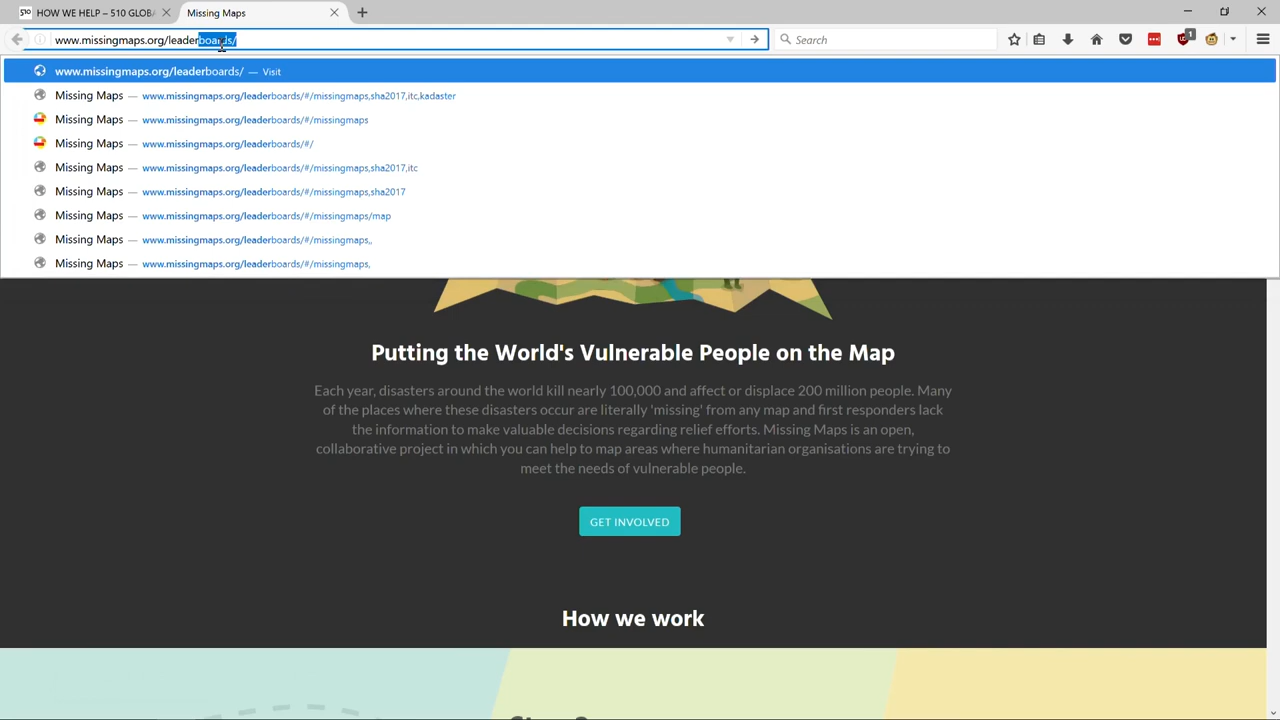 510 HOW WE HELP – 510 GLOBA
Missing Maps
www.missingmaps.org/leaderboards/
Search
1
www.missingmaps.org/leaderboards/ — Visit
Missing Maps — www.missingmaps.org/leaderboards/#/missingmaps,sha2017,itc,kadaster
Missing Maps — www.missingmaps.org/leaderboards/#/missingmaps
Missing Maps — www.missingmaps.org/leaderboards/#/
Missing Maps — www.missingmaps.org/leaderboards/#/missingmaps,sha2017,itc
Missing Maps — www.missingmaps.org/leaderboards/#/missingmaps,sha2017
Missing Maps — www.missingmaps.org/leaderboards/#/missingmaps/map
Missing Maps — www.missingmaps.org/leaderboards/#/missingmaps,,
Missing Maps — www.missingmaps.org/leaderboards/#/missingmaps,
Putting the World's Vulnerable People on the Map
Each year, disasters around the world kill nearly 100,000 and affect or displace 200 million people. Many
of the places where these disasters occur are literally 'missing' from any map and first responders lack
the information to make valuable decisions regarding relief efforts. Missing Maps is an open,
collaborative project in which you can help to map areas where humanitarian organisations are trying to
meet the needs of vulnerable people.
GET INVOLVED
How we work